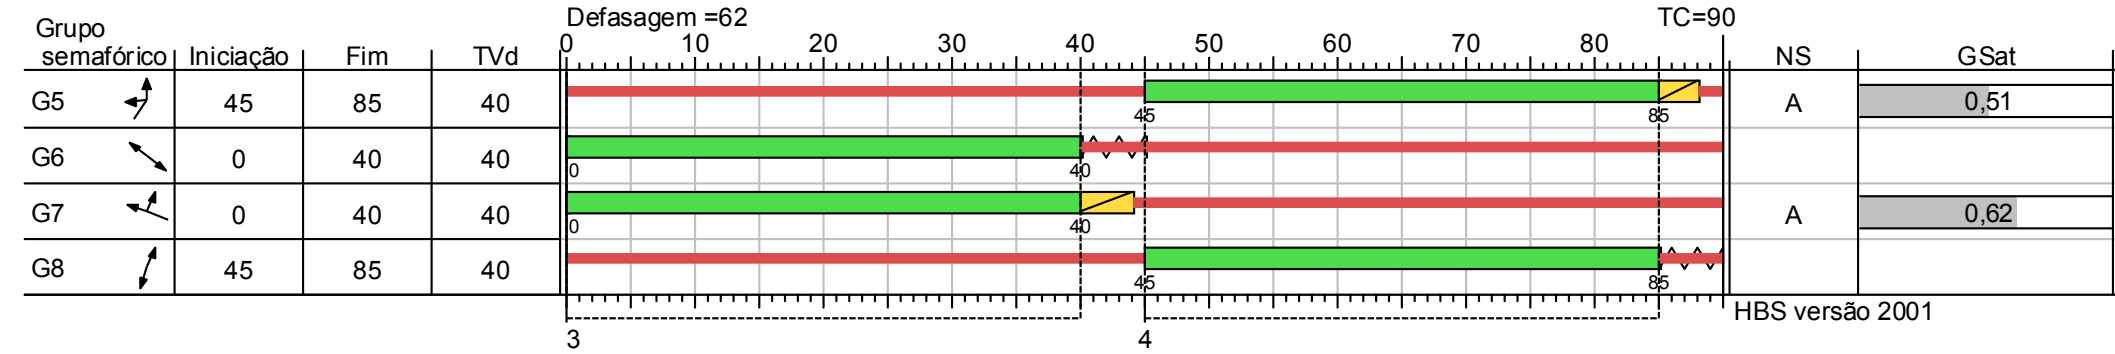 Defasagem =62 TC=90
Grupo
semafórico Iniciação Fim TVd 0 10 20 30 40 50 60 70 80 NS GSat
G5 45 85 40 45 85 A 0,51
G6 0 40 40 0 40
G7 0 40 40 0 40 A 0,62
G8 45 85 40 45 85
HBS versão 2001
3 4